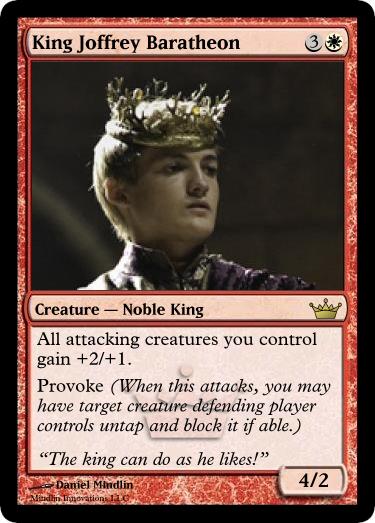 King Joffrey Baratheon 3
Creature — Noble King
All attacking creatures you control
gain +2/+1.
Provoke (When this attacks, you may
have target creature defending player
controls untap and block it if able.)
“The king can do as he likes!”
4/2
Daniel Mindlin
Mindlin Innovations LLC